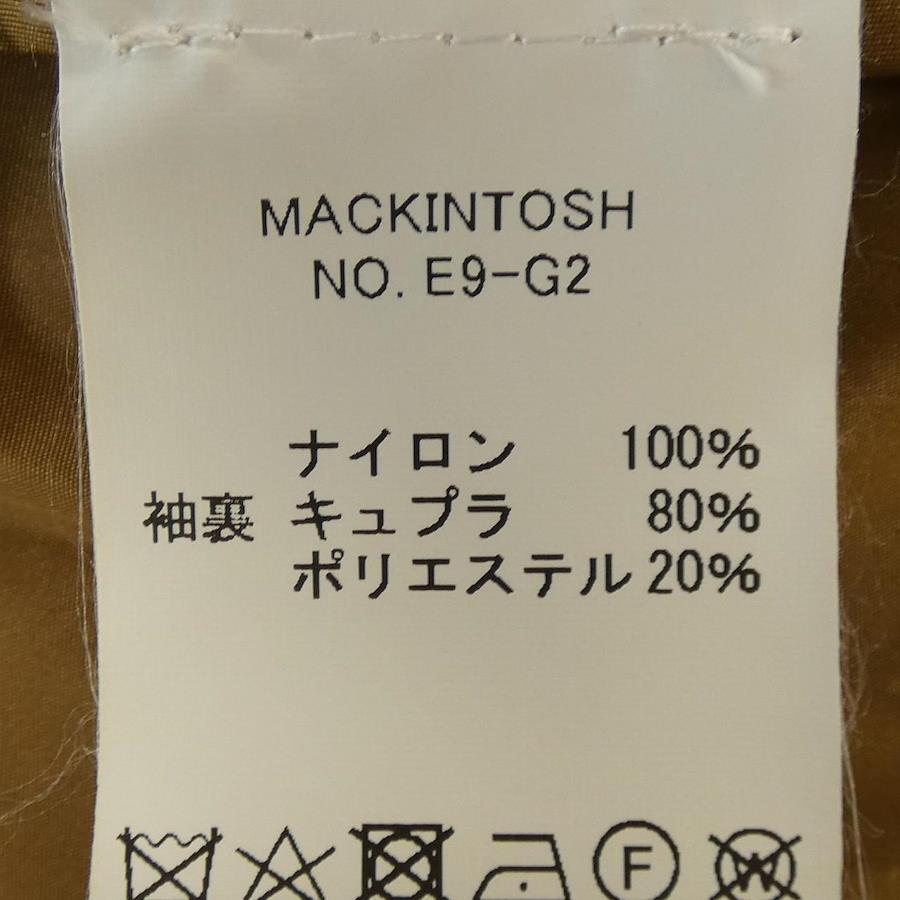 MACKINTOSH
NO. E9-G2
ナイロン 100%
袖裏 キュプラ 80%
ポリエステル 20%
F W